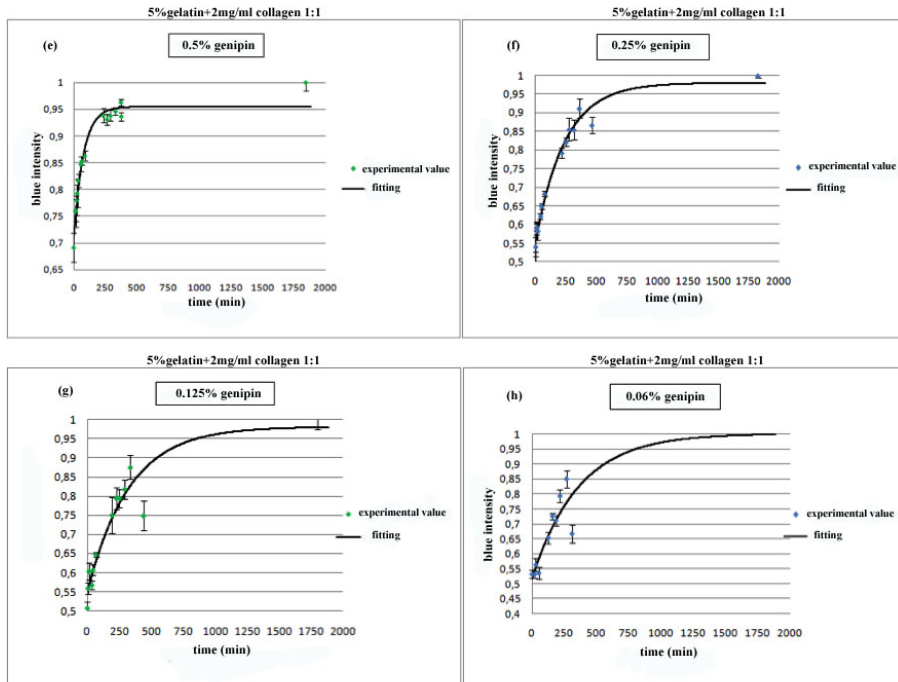 5%gelatin+2mg/ml collagen 1:1
(e)
0.5% genipin
1
0,95
0,9
0,85
0,8
0,75
0,7
0,65
blue intensity
0 250 500 750 1000 1250 1500 1750 2000
time (min)
experimental value
fitting
5%gelatin+2mg/ml collagen 1:1
(f)
0.25% genipin
1
0,95
0,9
0,85
0,8
0,75
0,7
0,65
0,6
0,55
0,5
blue intensity
0 250 500 750 1000 1250 1500 1750 2000
time (min)
experimental value
fitting
5%gelatin+2mg/ml collagen 1:1
(g)
0.125% genipin
1
0,95
0,9
0,85
0,8
0,75
0,7
0,65
0,6
0,55
0,5
blue intensity
0 250 500 750 1000 1250 1500 1750 2000
time (min)
experimental value
fitting
5%gelatin+2mg/ml collagen 1:1
(h)
0.06% genipin
1
0,95
0,9
0,85
0,8
0,75
0,7
0,65
0,6
0,55
0,5
0,45
0,4
blue intensity
0 250 500 750 1000 1250 1500 1750 2000
time (min)
experimental value
fitting